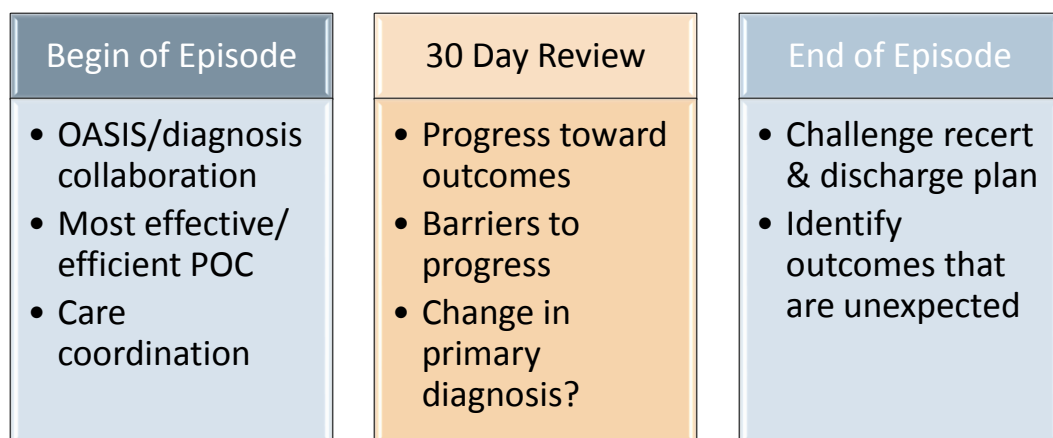 Begin of Episode
• OASIS/diagnosis
collaboration
• Most effective/
efficient POC
• Care
coordination
30 Day Review
• Progress toward
outcomes
• Barriers to
progress
• Change in
primary
diagnosis?
End of Episode
• Challenge recert
& discharge plan
• Identify
outcomes that
are unexpected